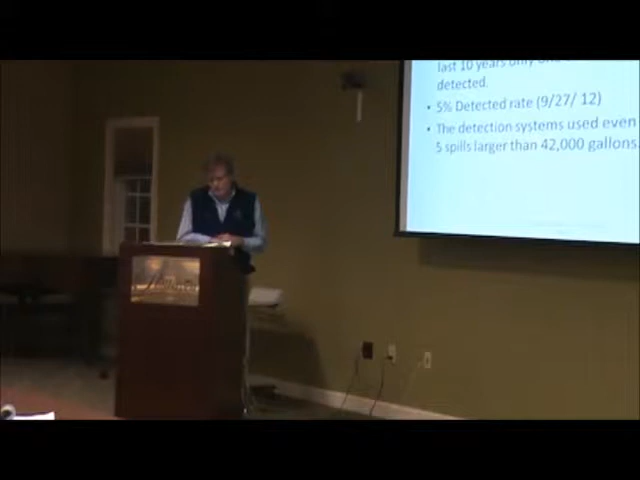 last 10 years only
detected.
• 5% Detected rate (9/27/ 12)
• The detection systems used even
5 spills larger than 42,000 gallons.